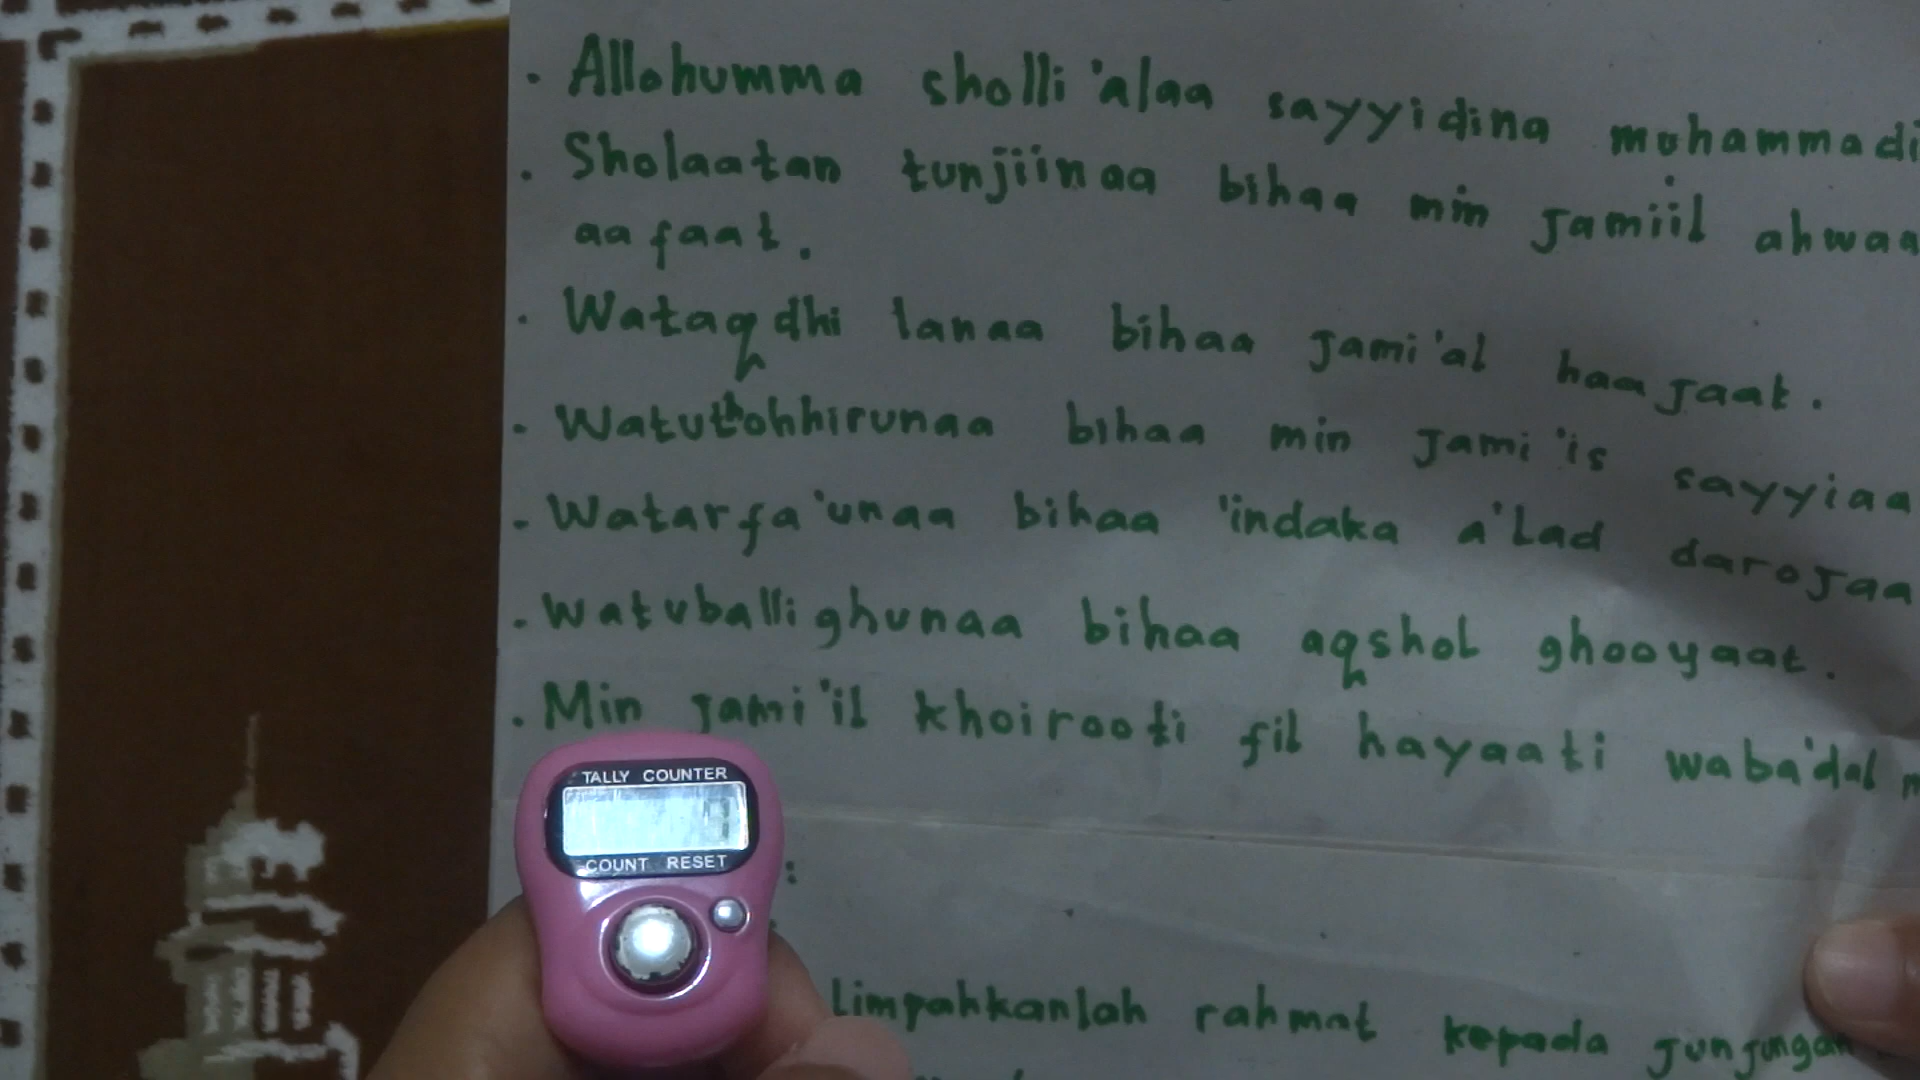 . Allohumma sholli 'alaa sayyidina muhammadi
. Sholaatan tunjiinaa bihaa min jamiil ahwaa
aafaat.
. Wataqdhi lanaa bihaa jami'al haajaat.
. Watuthohhirunaa bihaa min jami'is sayyiaa
. Watarfa'unaa bihaa 'indaka a'lad darojaa
. Watuballighunaa bihaa aqshol ghooyaat.
. Min jami'il khoirooti fil hayaati waba'dal m
TALLY COUNTER
COUNT RESET
:
Limpahkanlah rahmat kepada junjungan